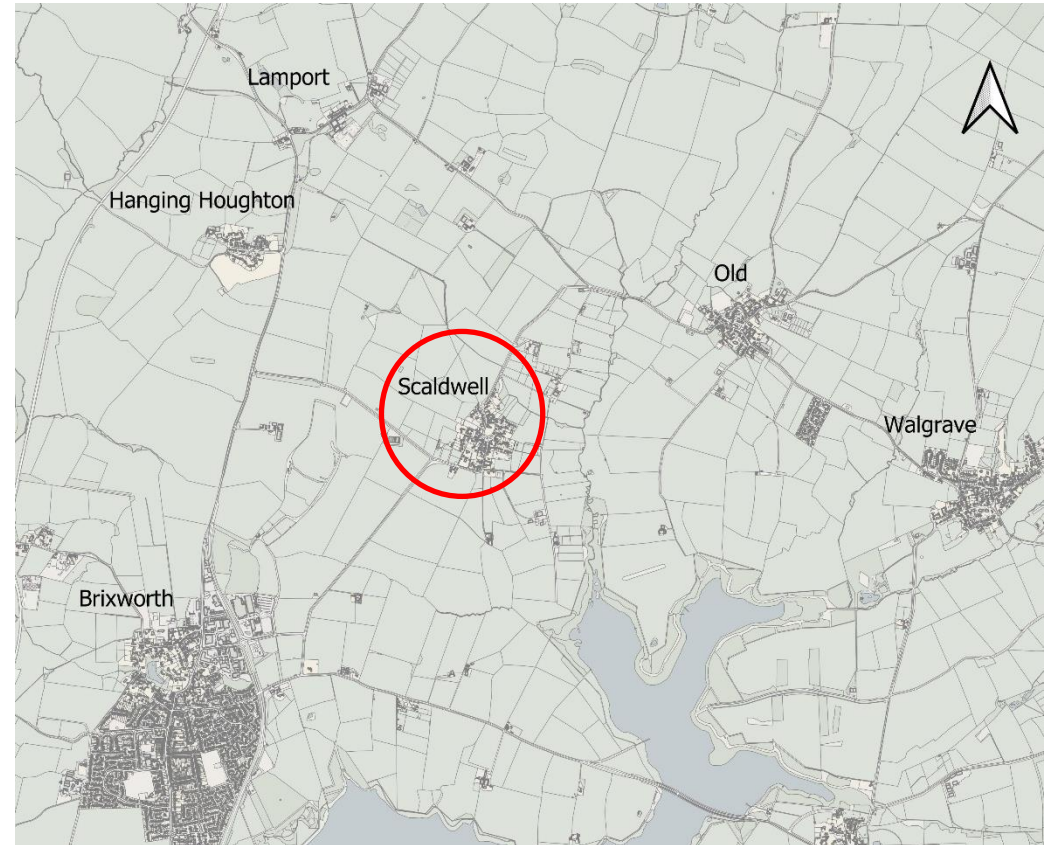 Lamport
Hanging Houghton
Old
Scaldwell
Walgrave
Brixworth